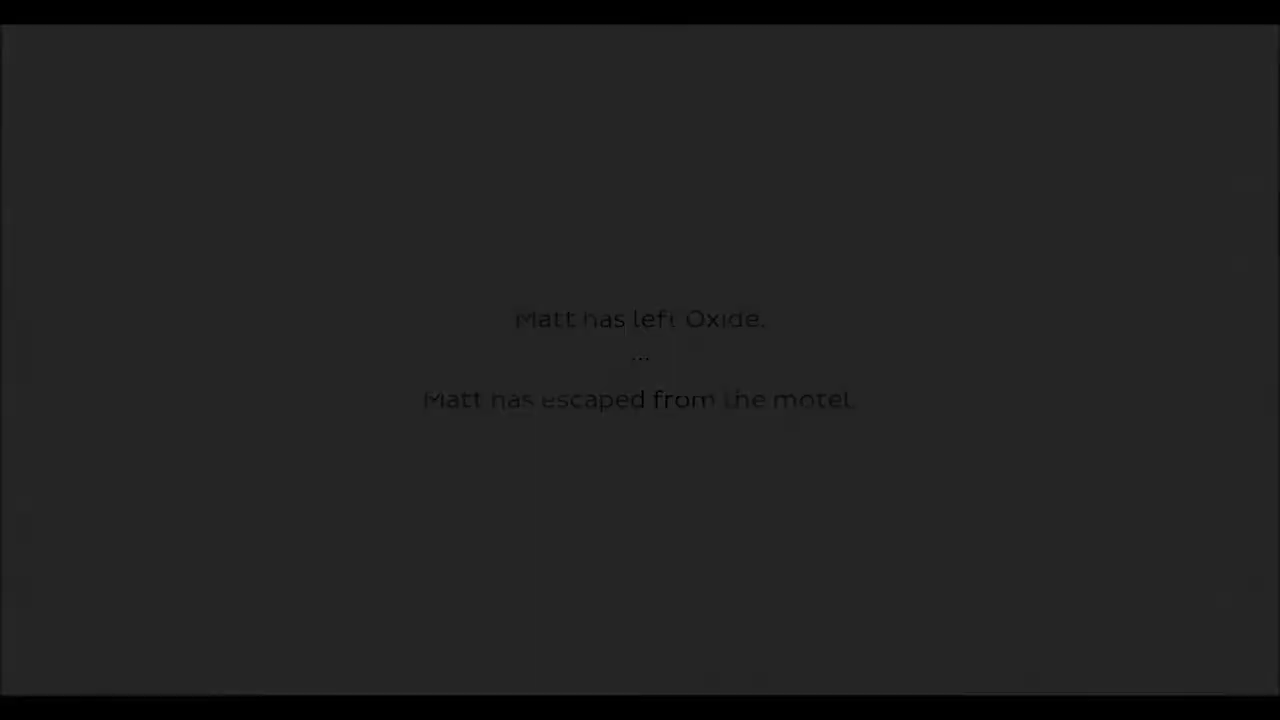 Matt has left Oxide.
...
Matt has escaped from the motel.